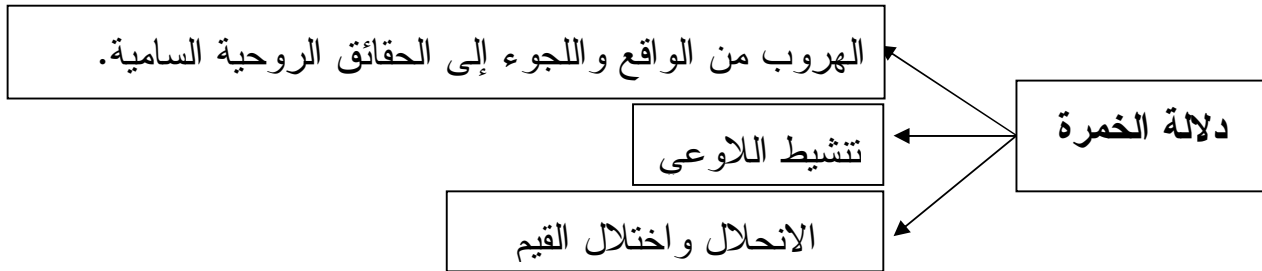 دلالة الخمرة
الهروب من الواقع واللجوء إلى الحقائق الروحية السامية.
تنشيط اللاوعى
الانحلال واختلال القيم